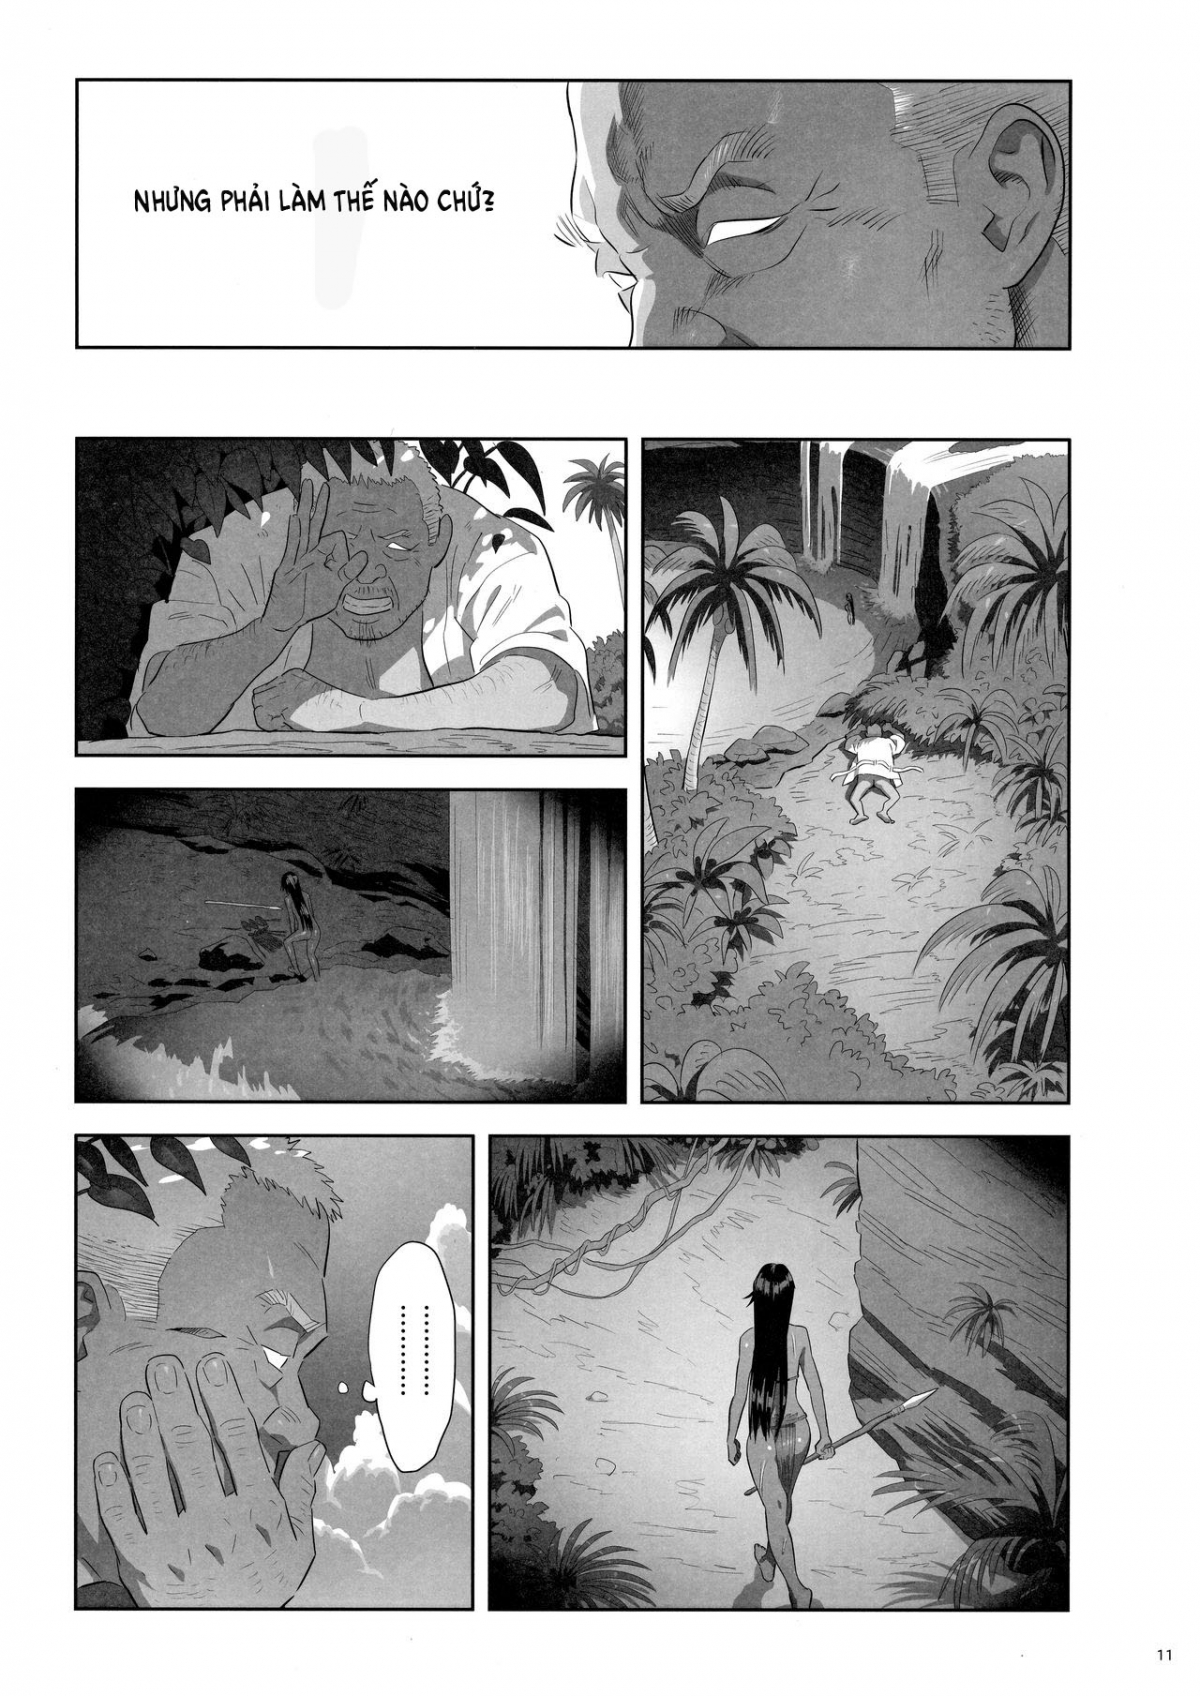 NHƯNG PHẢI LÀM THẾ NÀO CHỨ?
............
............
11